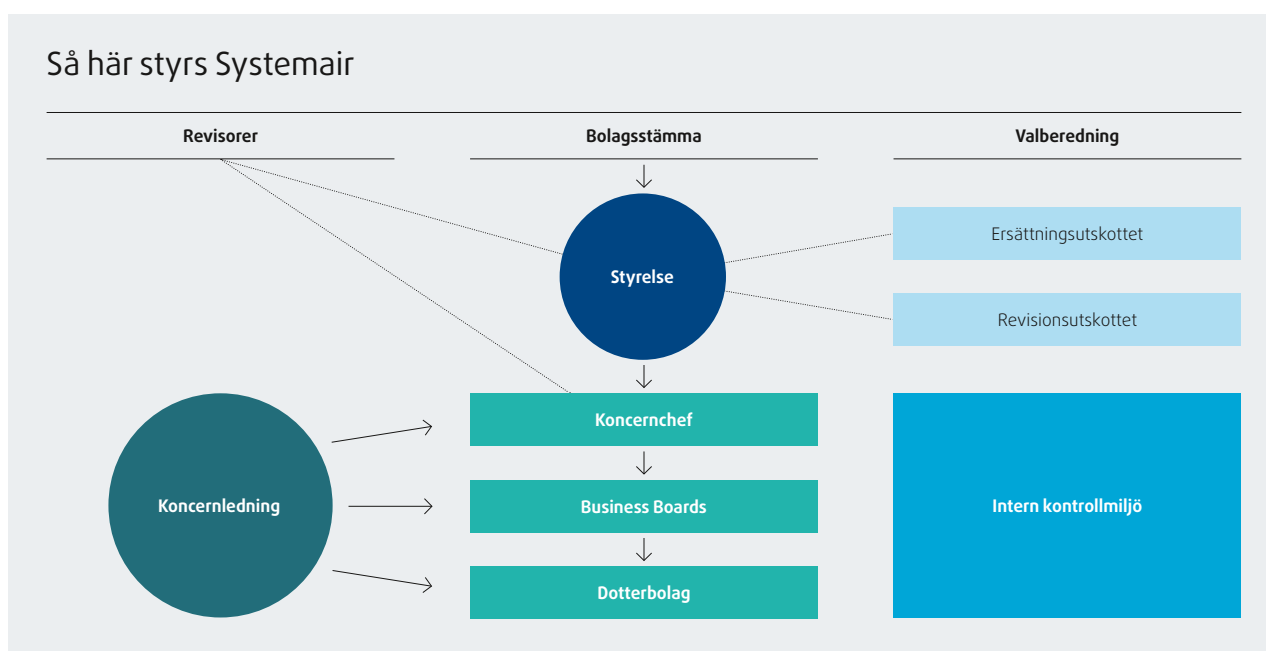 Så här styrs Systemair
Revisorer
Bolagsstämma
Valberedning
Styrelse
Ersättningsutskottet
Revisionsutskottet
Koncernledning
Koncernchef
Business Boards
Dotterbolag
Intern kontrollmiljö